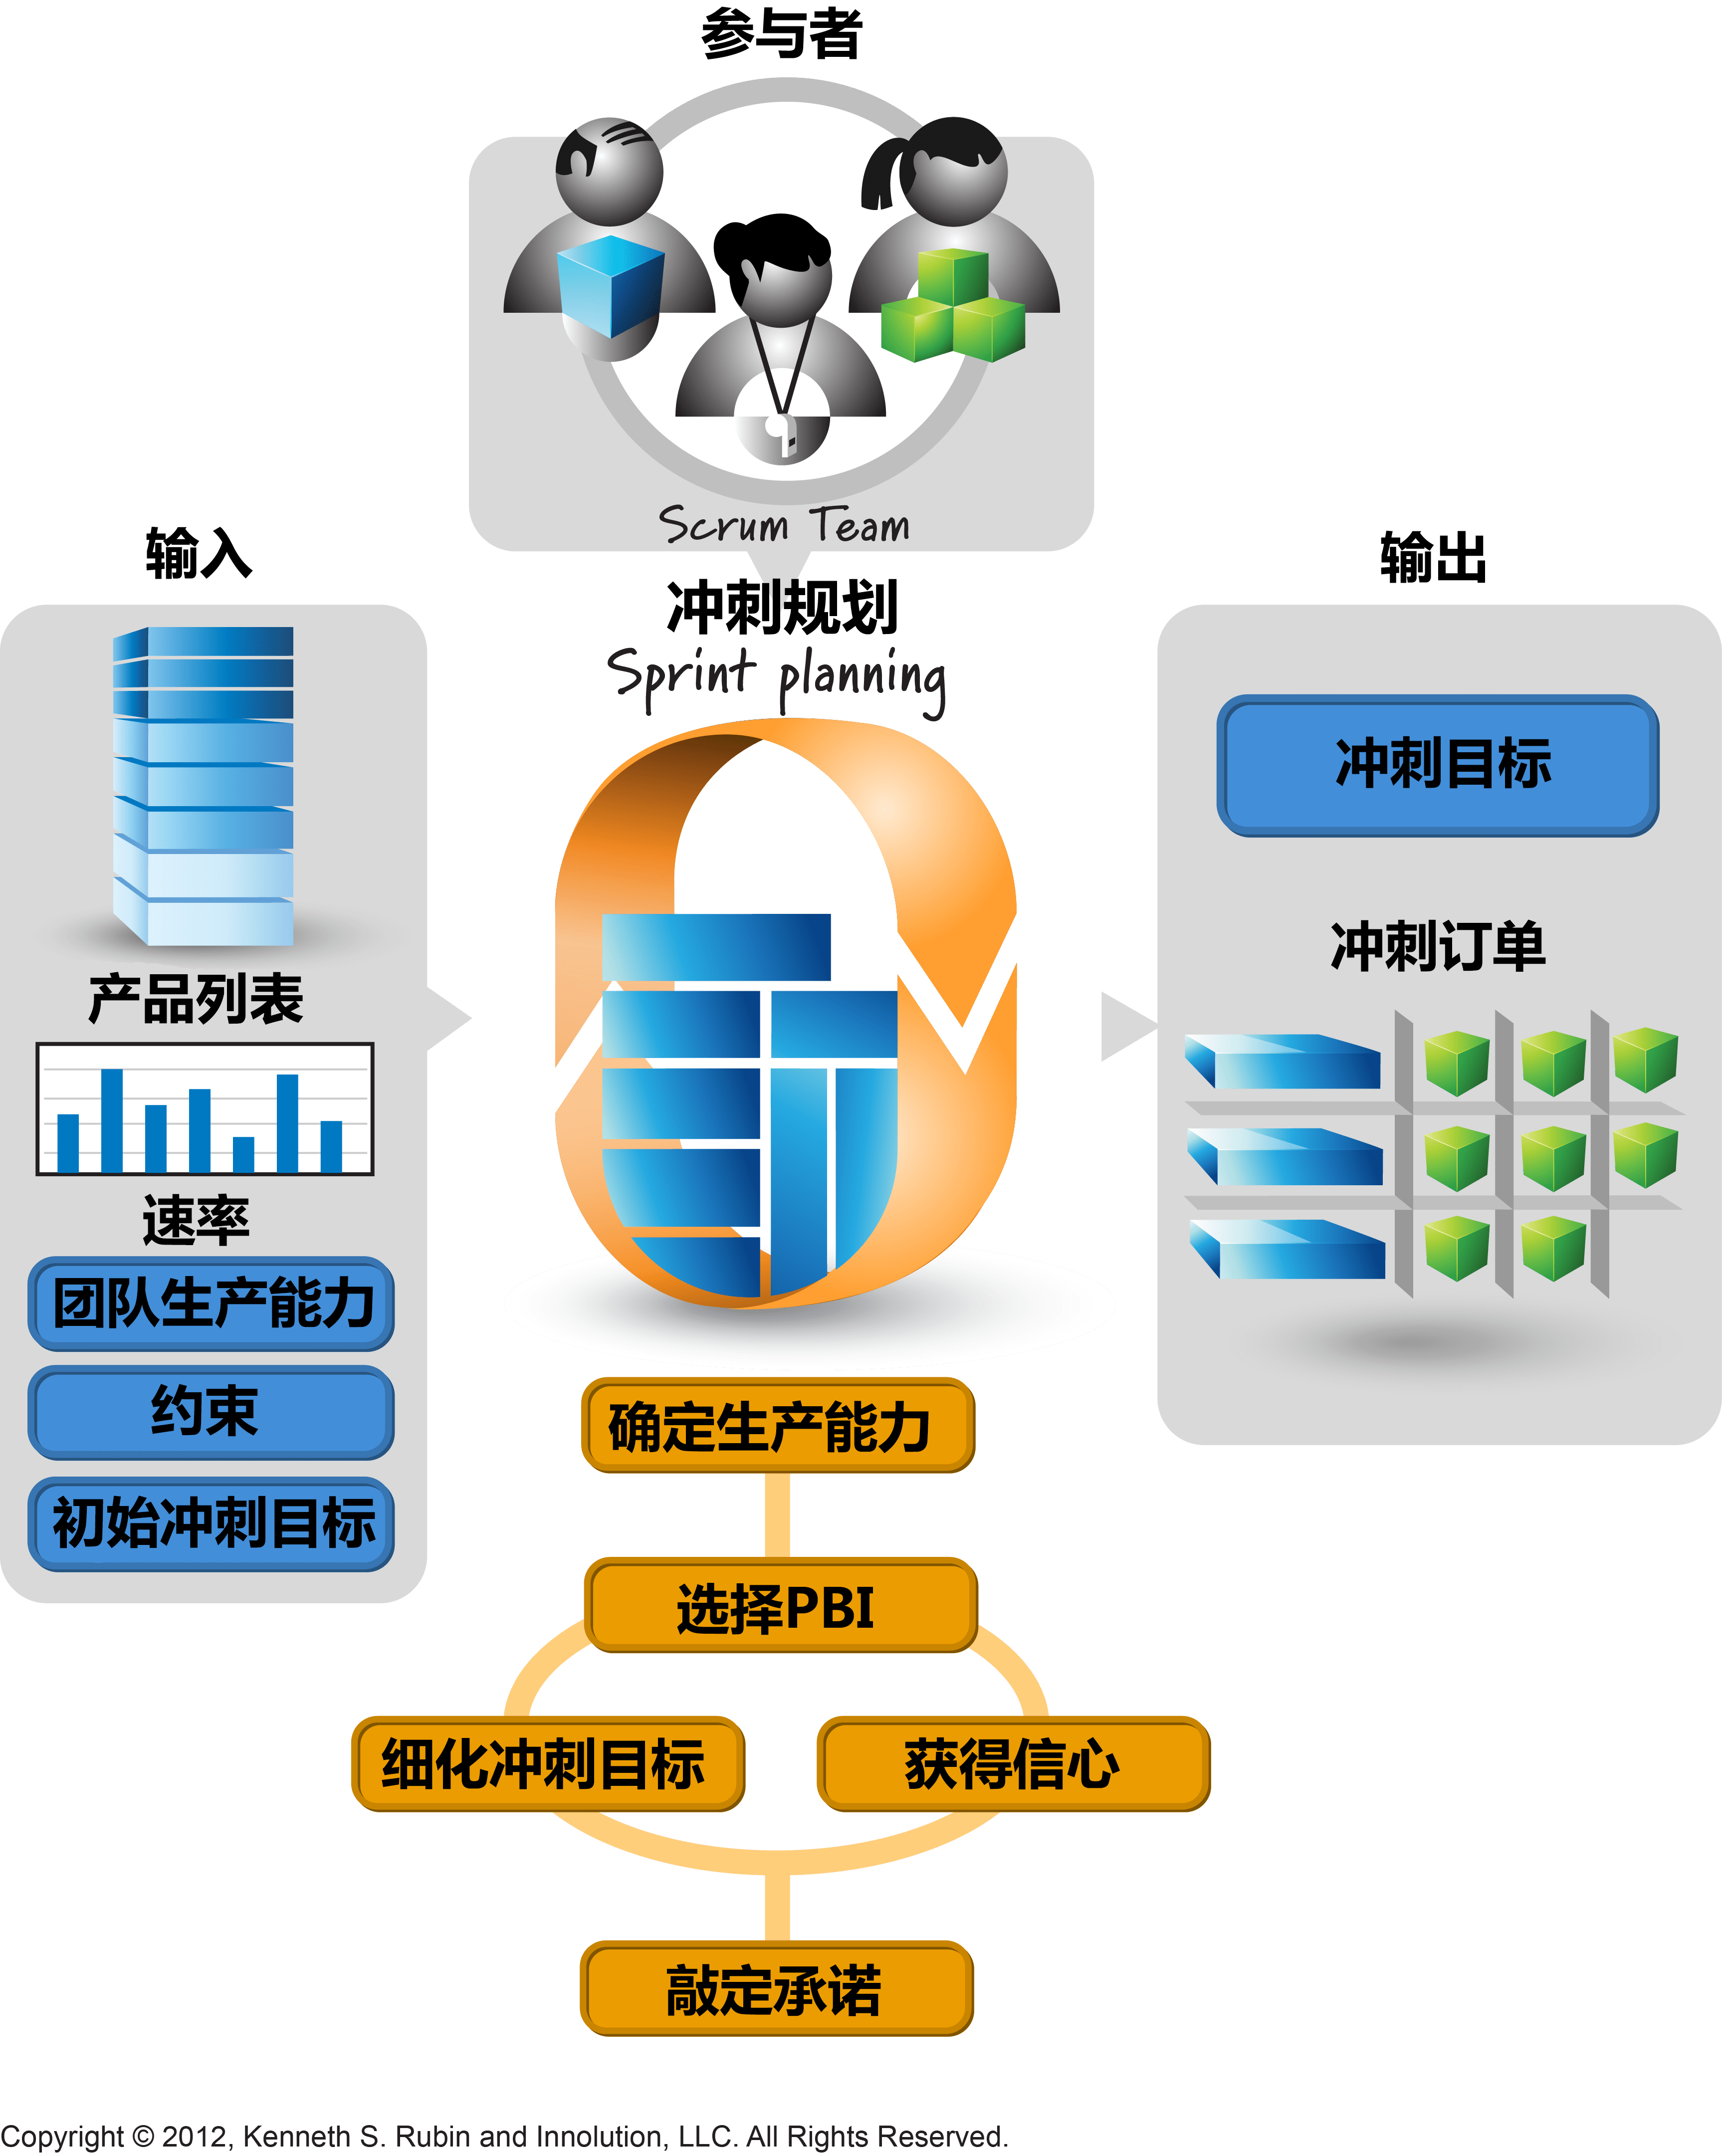 参与者
Scrum Team
输入
产品列表
速率
团队生产能力
约束
初始冲刺目标
冲刺规划
Sprint planning
确定生产能力
选择PBI
细化冲刺目标
获得信心
敲定承诺
输出
冲刺目标
冲刺订单
Copyright © 2012, Kenneth S. Rubin and Innolution, LLC. All Rights Reserved.